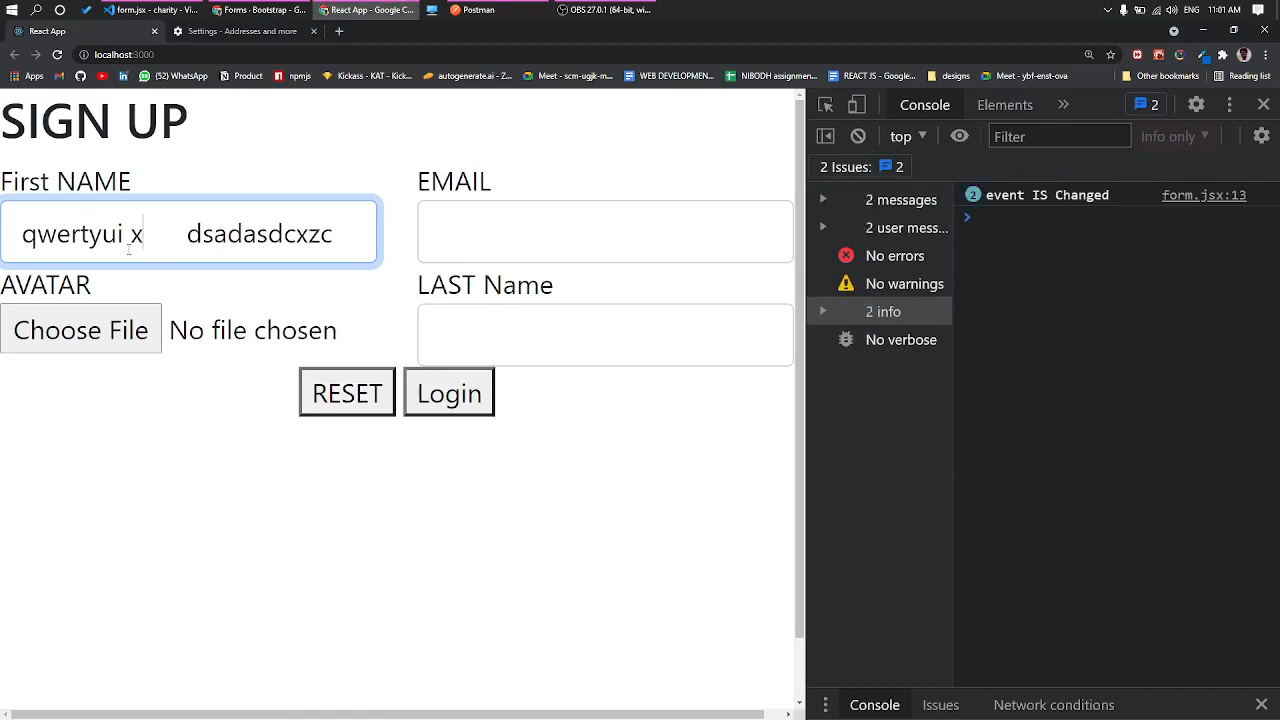 form.jsx - charity - Vi...
Forms · Bootstrap - G...
React App - Google C...
Postman
OBS 27.0.1 (64-bit, wi...
ENG
11:01 AM
React App
Settings - Addresses and more
localhost:3000
Apps
(52) WhatsApp
Product
npmjs
Kickass - KAT - Kick...
autogenerate.ai - Z...
Meet - scm-ugjk-m...
WEB DEVELOPMEN...
NIBODH assignmen...
REACT JS - Google...
designs
Meet - ybf-erst-ova
Other bookmarks
Reading list
SIGN UP
First NAME
EMAIL
qwertyui x dsadasdcxzc
AVATAR
LAST Name
Choose File
No file chosen
RESET
Login
Console
Elements
2
top
Filter
Info only
2 Issues:
2
2 messages
2 user mess...
No errors
No warnings
2 info
No verbose
2
event IS Changed
form.jsx:13
Console
Issues
Network conditions